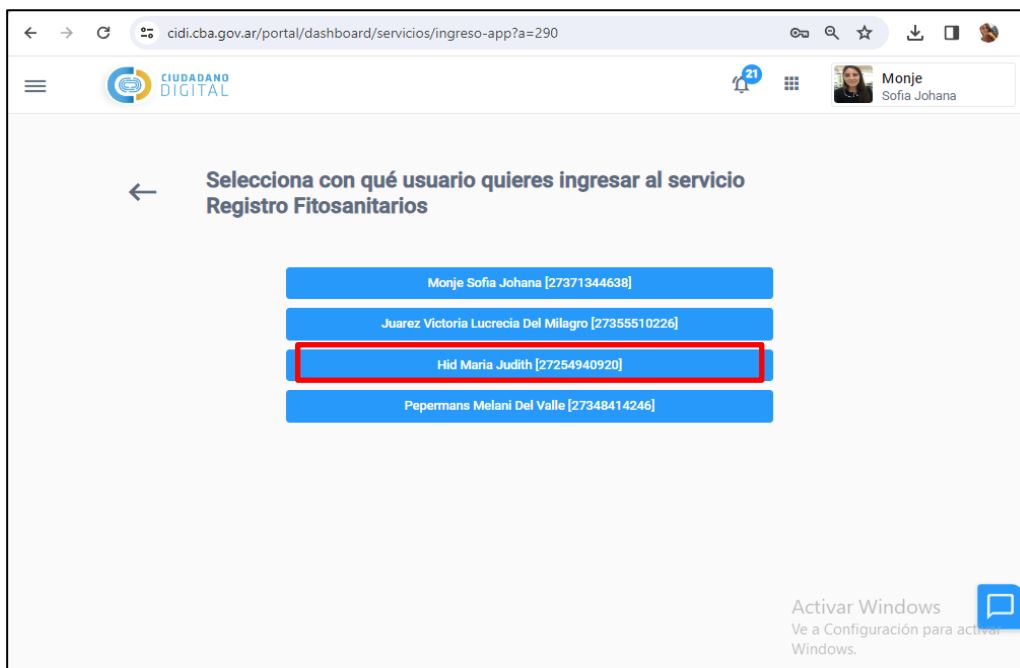 cidi.cba.gov.ar/portal/dashboard/servicios/ingreso-app?a=290
CIUDADANO
DIGITAL
21
Monje
Sofia Johana
Selecciona con qué usuario quieres ingresar al servicio
Registro Fitosanitarios
Monje Sofia Johana [27371344638]
Juarez Victoria Lucrecia Del Milagro [27355510226]
Hid Maria Judith [27254940920]
Pepermans Melani Del Valle [27348414246]
Activar Windows
Ve a Configuración para activar
Windows.